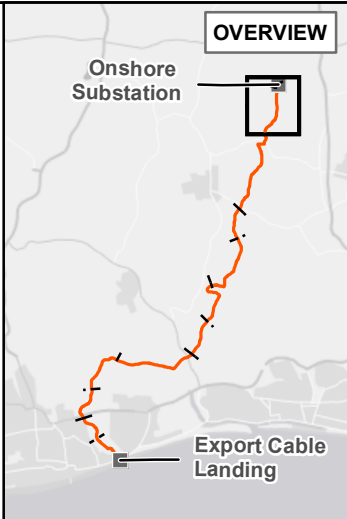 OVERVIEW
Onshore
Substation
Export Cable
Landing